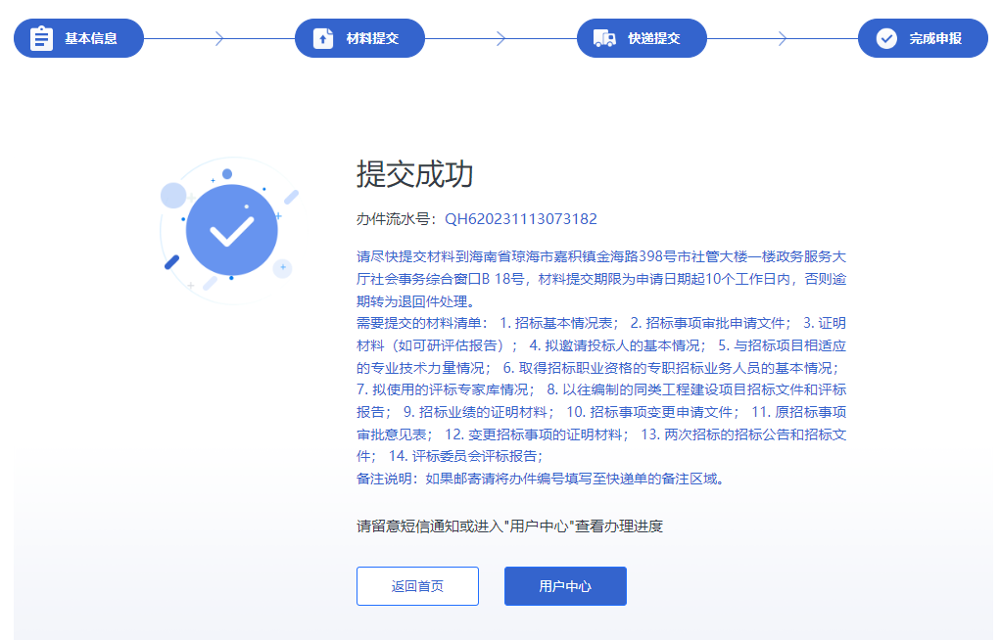 基本信息
材料提交
快递提交
完成申报
提交成功
办件流水号：QH620231113073182
请尽快提交材料到海南省琼海市嘉积镇金海路398号市社管大楼一楼政务服务大
厅社会事务综合窗口B 18号，材料提交期限为申请日期起10个工作日内，否则逾
期转为退回件处理。
需要提交的材料清单： 1. 招标基本情况表； 2. 招标事项审批申请文件； 3. 证明
材料（如可研评估报告）； 4. 拟邀请投标人的基本情况； 5. 与招标项目相适应
的专业技术力量情况； 6. 取得招标职业资格的专职招标业务人员的基本情况；
7. 拟使用的评标专家库情况； 8. 以往编制的同类工程建设项目招标文件和评标
报告； 9. 招标业绩的证明材料； 10. 招标事项变更申请文件； 11. 原招标事项
审批意见表； 12. 变更招标事项的证明材料； 13. 两次招标的招标公告和招标文
件； 14. 评标委员会评标报告；
备注说明：如果邮寄请将办件编号填写至快递单的备注区域。
请留意短信通知或进入"用户中心"查看办理进度
返回首页
用户中心